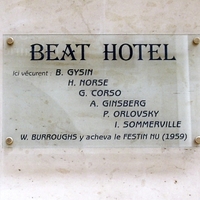 BEAT HOTEL
Ici vécurent : B. GYSIN
H. NORSE
G. CORSO
A. GINSBERG
P. ORLOVSKY
I. SOMMERVILLE
W. BURROUGHS y acheva le FESTIN NU (1959)